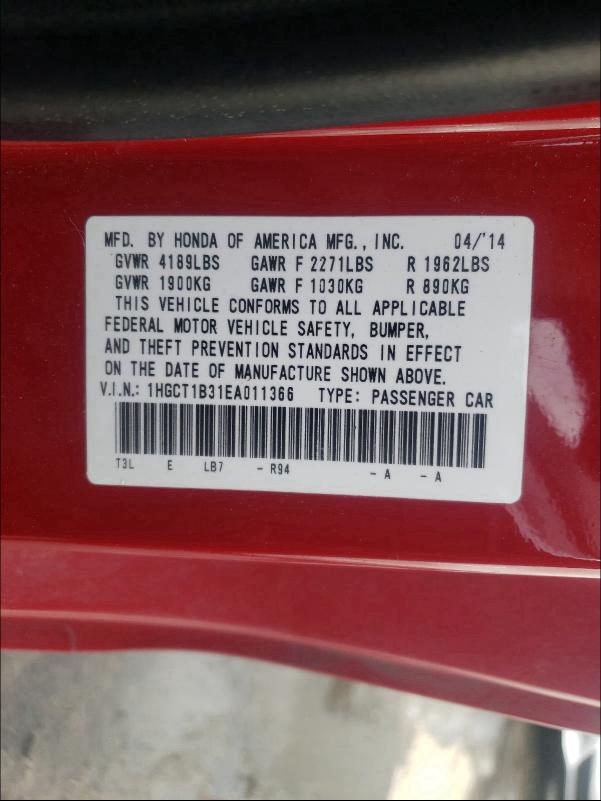 MFD. BY HONDA OF AMERICA MFG., INC. 04/'14
GVWR 4189LBS GAWR F 2271LBS R 1962LBS
GVWR 1900KG GAWR F 1030KG R 890KG
THIS VEHICLE CONFORMS TO ALL APPLICABLE
FEDERAL MOTOR VEHICLE SAFETY, BUMPER,
AND THEFT PREVENTION STANDARDS IN EFFECT
ON THE DATE OF MANUFACTURE SHOWN ABOVE.
V.I.N.: 1HGCT1B31EA011366 TYPE: PASSENGER CAR
T3L E LB7 - R94 - A - A